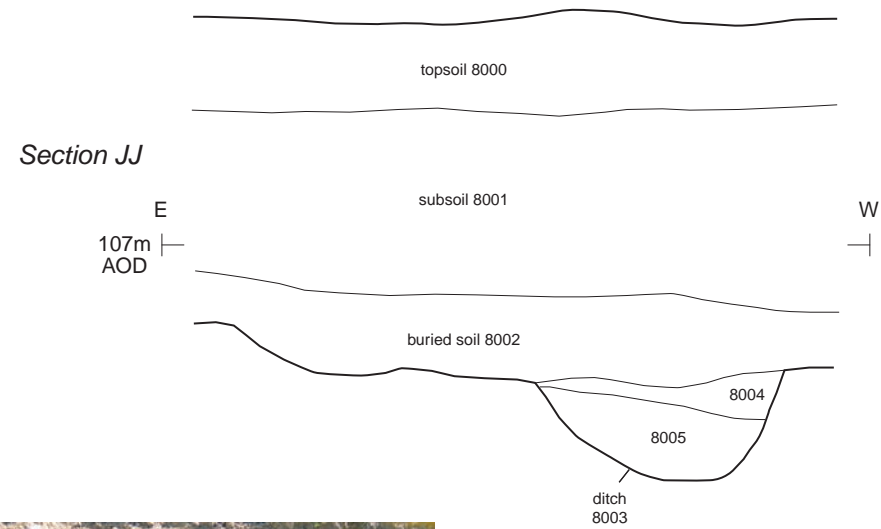 topsoil 8000
Section JJ
subsoil 8001
E
W
107m
AOD
buried soil 8002
8004
8005
ditch
8003